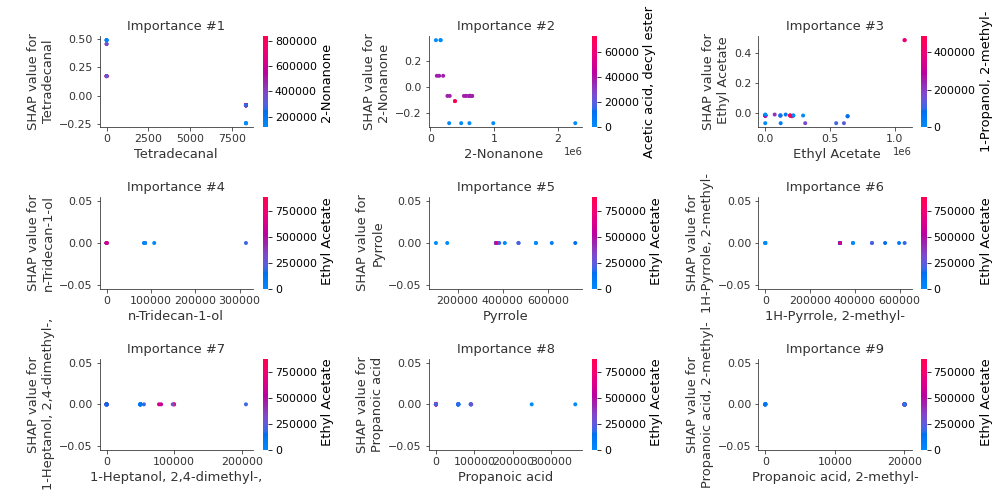 Importance #1
SHAP value for
Tetradecanal
0.50
0.25
0.00
−0.25
0
2500
5000
7500
Tetradecanal
800000
600000
400000
200000
2-Nonanone
Importance #2
SHAP value for
2-Nonanone
0.2
0.0
−0.2
0
1
2
1e6
2-Nonanone
60000
40000
20000
0
Acetic acid, decyl ester
Importance #3
SHAP value for
Ethyl Acetate
0.4
0.2
0.0
0.0
0.5
1.0
1e6
Ethyl Acetate
400000
200000
0
1-Propanol, 2-methyl-
Importance #4
SHAP value for
n-Tridecan-1-ol
0.05
0.00
−0.05
0
100000
200000
300000
n-Tridecan-1-ol
750000
500000
250000
0
Ethyl Acetate
Importance #5
SHAP value for
Pyrrole
0.05
0.00
−0.05
200000
400000
600000
Pyrrole
750000
500000
250000
0
Ethyl Acetate
Importance #6
SHAP value for
1H-Pyrrole, 2-methyl-
0.05
0.00
−0.05
0
200000
400000
600000
1H-Pyrrole, 2-methyl-
750000
500000
250000
0
Ethyl Acetate
Importance #7
SHAP value for
1-Heptanol, 2,4-dimethyl-,
0.05
0.00
−0.05
0
100000
200000
1-Heptanol, 2,4-dimethyl-,
750000
500000
250000
0
Ethyl Acetate
Importance #8
SHAP value for
Propanoic acid
0.05
0.00
−0.05
0
100000
200000
300000
Propanoic acid
750000
500000
250000
0
Ethyl Acetate
Importance #9
SHAP value for
Propanoic acid, 2-methyl-
0.05
0.00
−0.05
0
10000
20000
Propanoic acid, 2-methyl-
750000
500000
250000
0
Ethyl Acetate